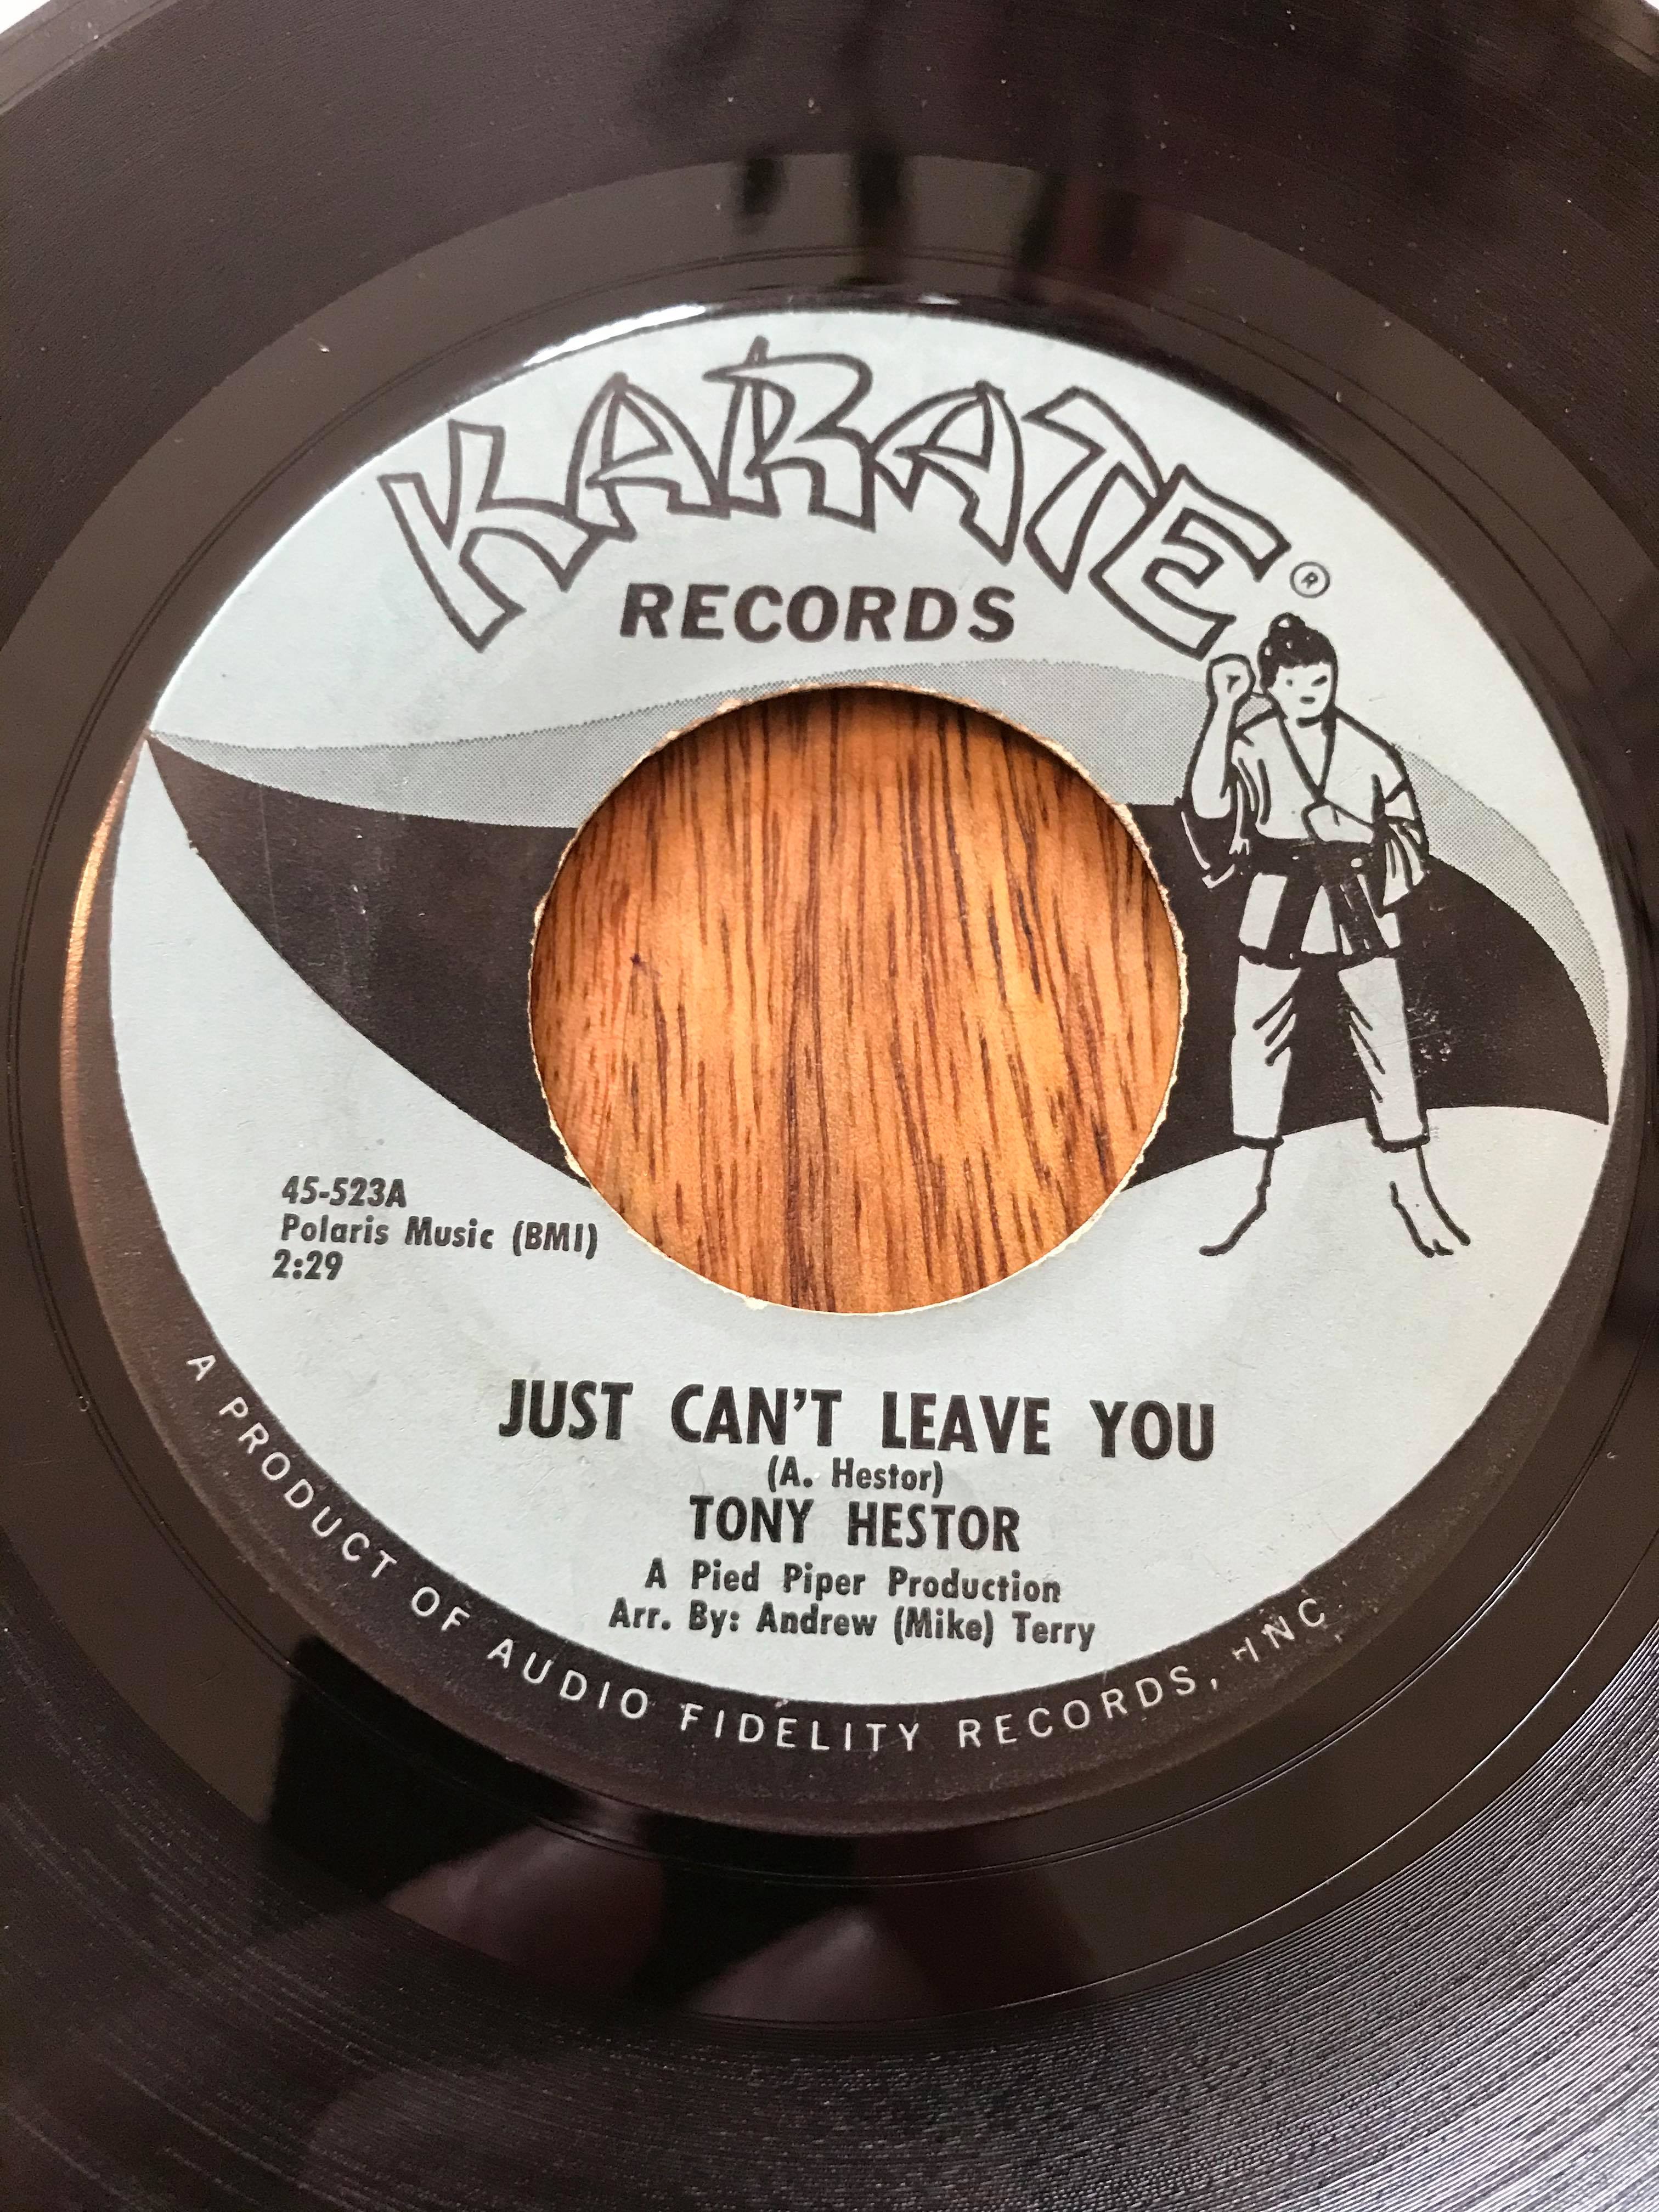 KARATE ®
RECORDS
45-523A
Polaris Music (BMI)
2:29
JUST CAN'T LEAVE YOU
(A. Hestor)
TONY HESTOR
A Pied Piper Production
Arr. By: Andrew (Mike) Terry
A PRODUCT OF AUDIO FIDELITY RECORDS, INC.